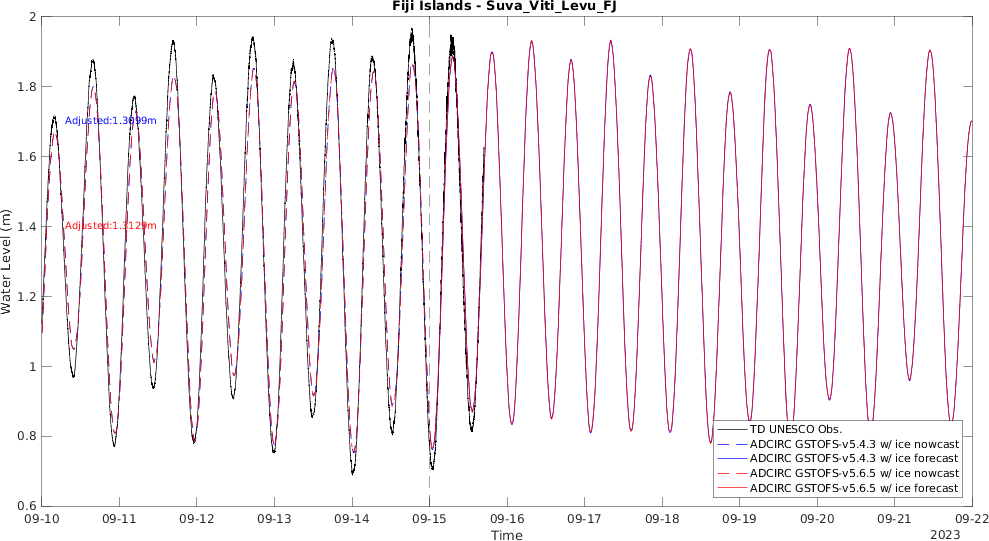 Fiji Islands - Suva_Viti_Levu_FJ
2
1.8
1.6
1.4
1.2
1
0.8
0.6
Water Level (m)
Adjusted:1.3099m
Adjusted:1.3129m
TD UNESCO Obs.
ADCIRC GSTOFS-v5.4.3 w/ ice nowcast
ADCIRC GSTOFS-v5.4.3 w/ ice forecast
ADCIRC GSTOFS-v5.6.5 w/ ice nowcast
ADCIRC GSTOFS-v5.6.5 w/ ice forecast
09-10 09-11 09-12 09-13 09-14 09-15 09-16 09-17 09-18 09-19 09-20 09-21 09-22
Time
2023